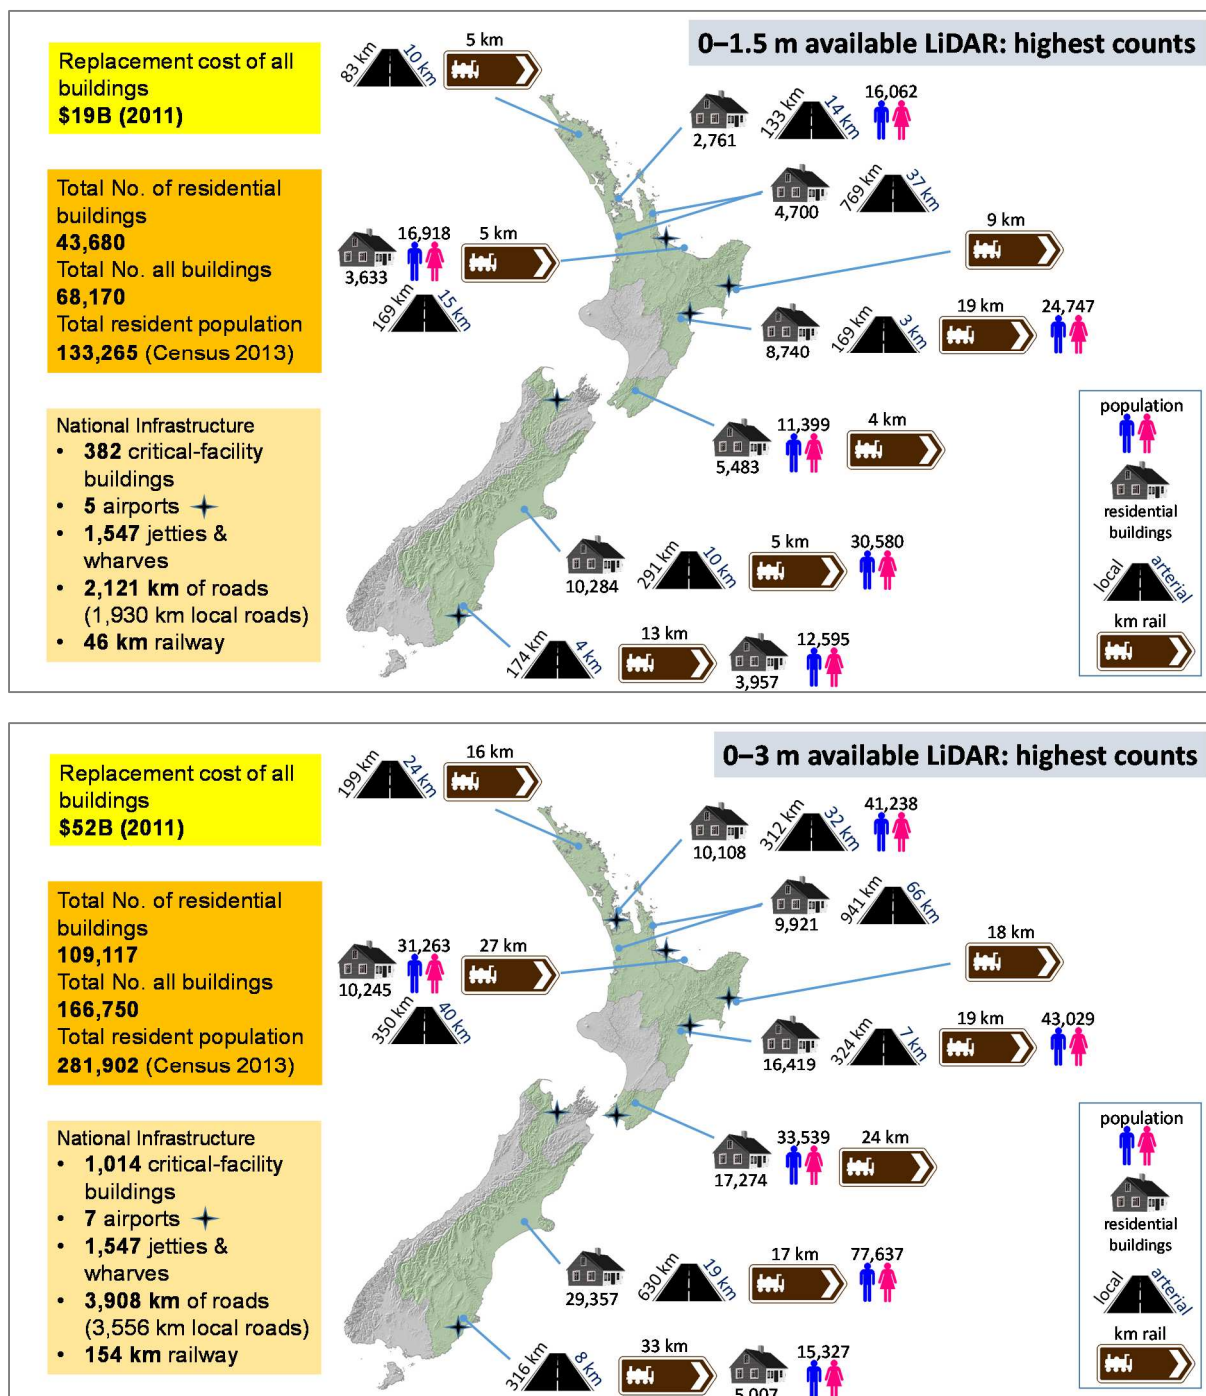 0–1.5 m available LiDAR: highest counts
Replacement cost of all
buildings
$19B (2011)
Total No. of residential
buildings
43,680
Total No. all buildings
68,170
Total resident population
133,265 (Census 2013)
National Infrastructure
• 382 critical-facility
buildings
• 5 airports
• 1,547 jetties &
wharves
• 2,121 km of roads
(1,930 km local roads)
• 46 km railway
83 km
10 km
5 km
2,761
133 km
14 km
16,062
4,700
769 km
37 km
3,633
16,918
5 km
169 km
15 km
9 km
8,740
169 km
3 km
19 km
24,747
5,483
11,399
4 km
10,284
291 km
10 km
5 km
30,580
174 km
4 km
13 km
3,957
12,595
population
residential
buildings
local
arterial
km rail
0–3 m available LiDAR: highest counts
Replacement cost of all
buildings
$52B (2011)
Total No. of residential
buildings
109,117
Total No. all buildings
166,750
Total resident population
281,902 (Census 2013)
National Infrastructure
• 1,014 critical-facility
buildings
• 7 airports
• 1,547 jetties &
wharves
• 3,908 km of roads
(3,556 km local roads)
• 154 km railway
199 km
24 km
16 km
10,108
312 km
32 km
41,238
9,921
941 km
66 km
10,245
31,263
27 km
350 km
40 km
18 km
16,419
324 km
7 km
19 km
43,029
17,274
33,539
24 km
29,357
630 km
19 km
17 km
77,637
316 km
8 km
33 km
5,007
15,327
population
residential
buildings
local
arterial
km rail